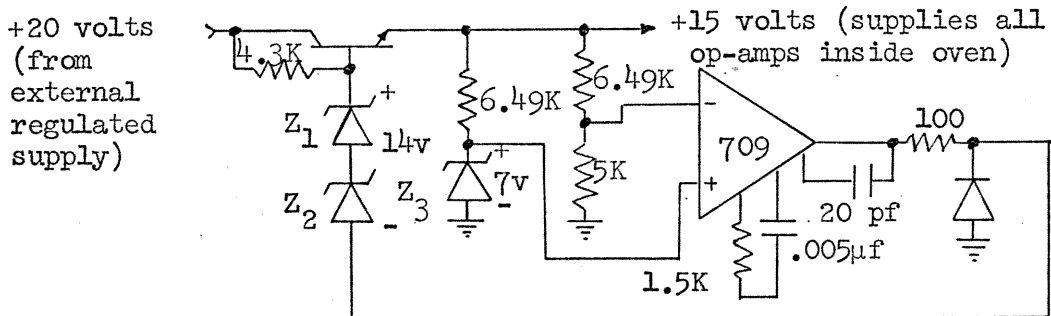 +20 volts
(from
external
regulated
supply)
4.3K
+15 volts (supplies all
op-amps inside oven)
6.49K
6.49K
+
Z1
14v
Z2
-
Z3
+
7v
-
5K
-
709
+
100
20 pf
.005μf
1.5K